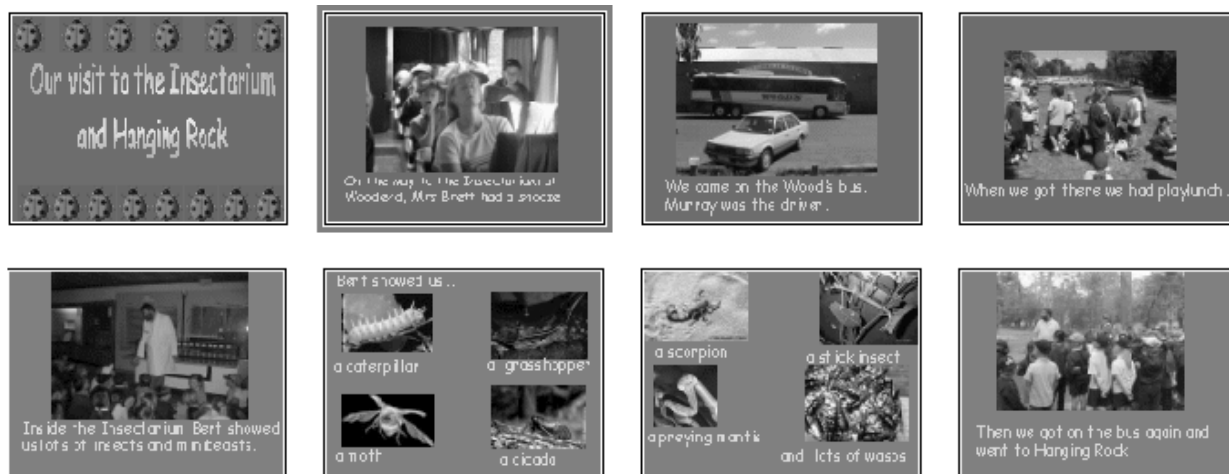 Our visit to the Insectarium
and Hanging Rock
On the way to the Insectarium at
Woodend, Mrs Brett had a snooze
WOODS
We came on the Wood's bus.
Murray was the driver.
When we got there we had playlunch.
Inside the Insectarium Bert showed
us lots of insects and minibeasts.
Bert showed us...
a caterpillar
a grasshopper
a moth
a cicada
a scorpion
a stick insect
a preying mantis
and lots of wasps
Then we got on the bus again and
went to Hanging Rock